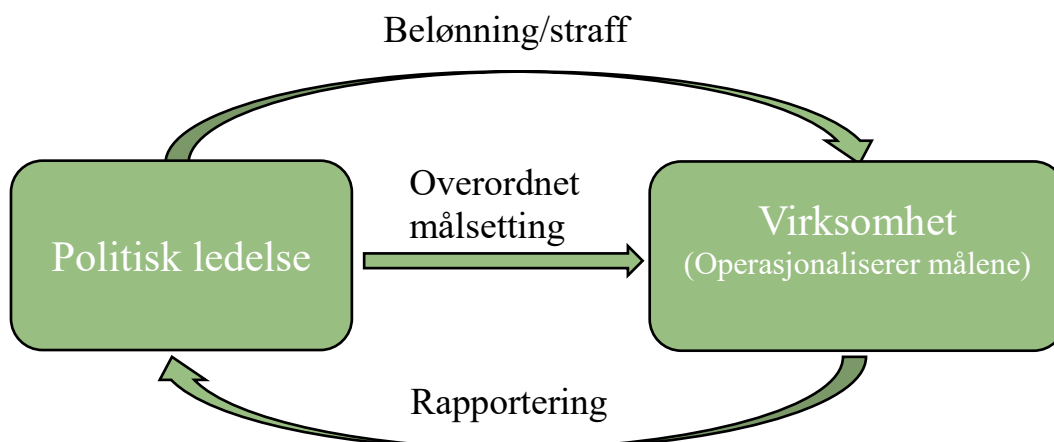 Belønning/straff
Overordnet
målsetting
Politisk ledelse
Virksomhet
(Operasjonaliserer målene)
Rapportering